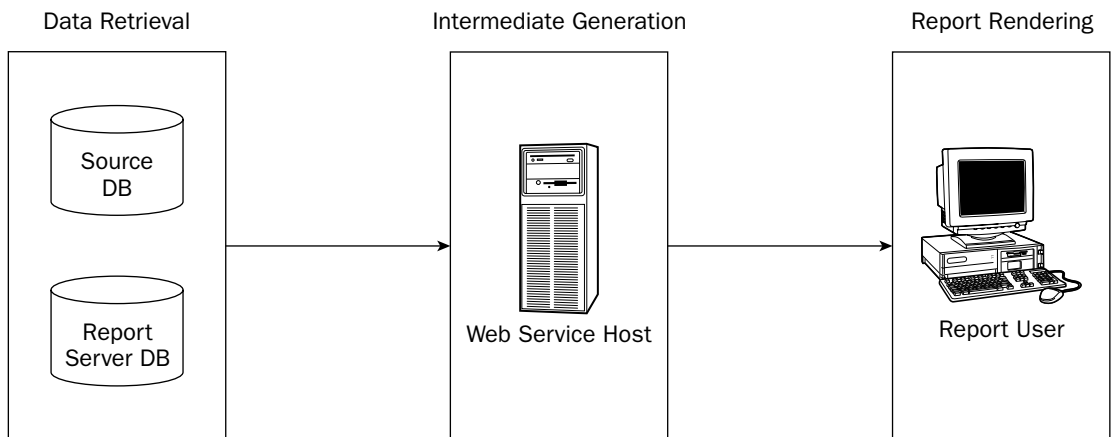 Data Retrieval
Intermediate Generation
Report Rendering
Source
DB
Report
Server DB
Web Service Host
Report User